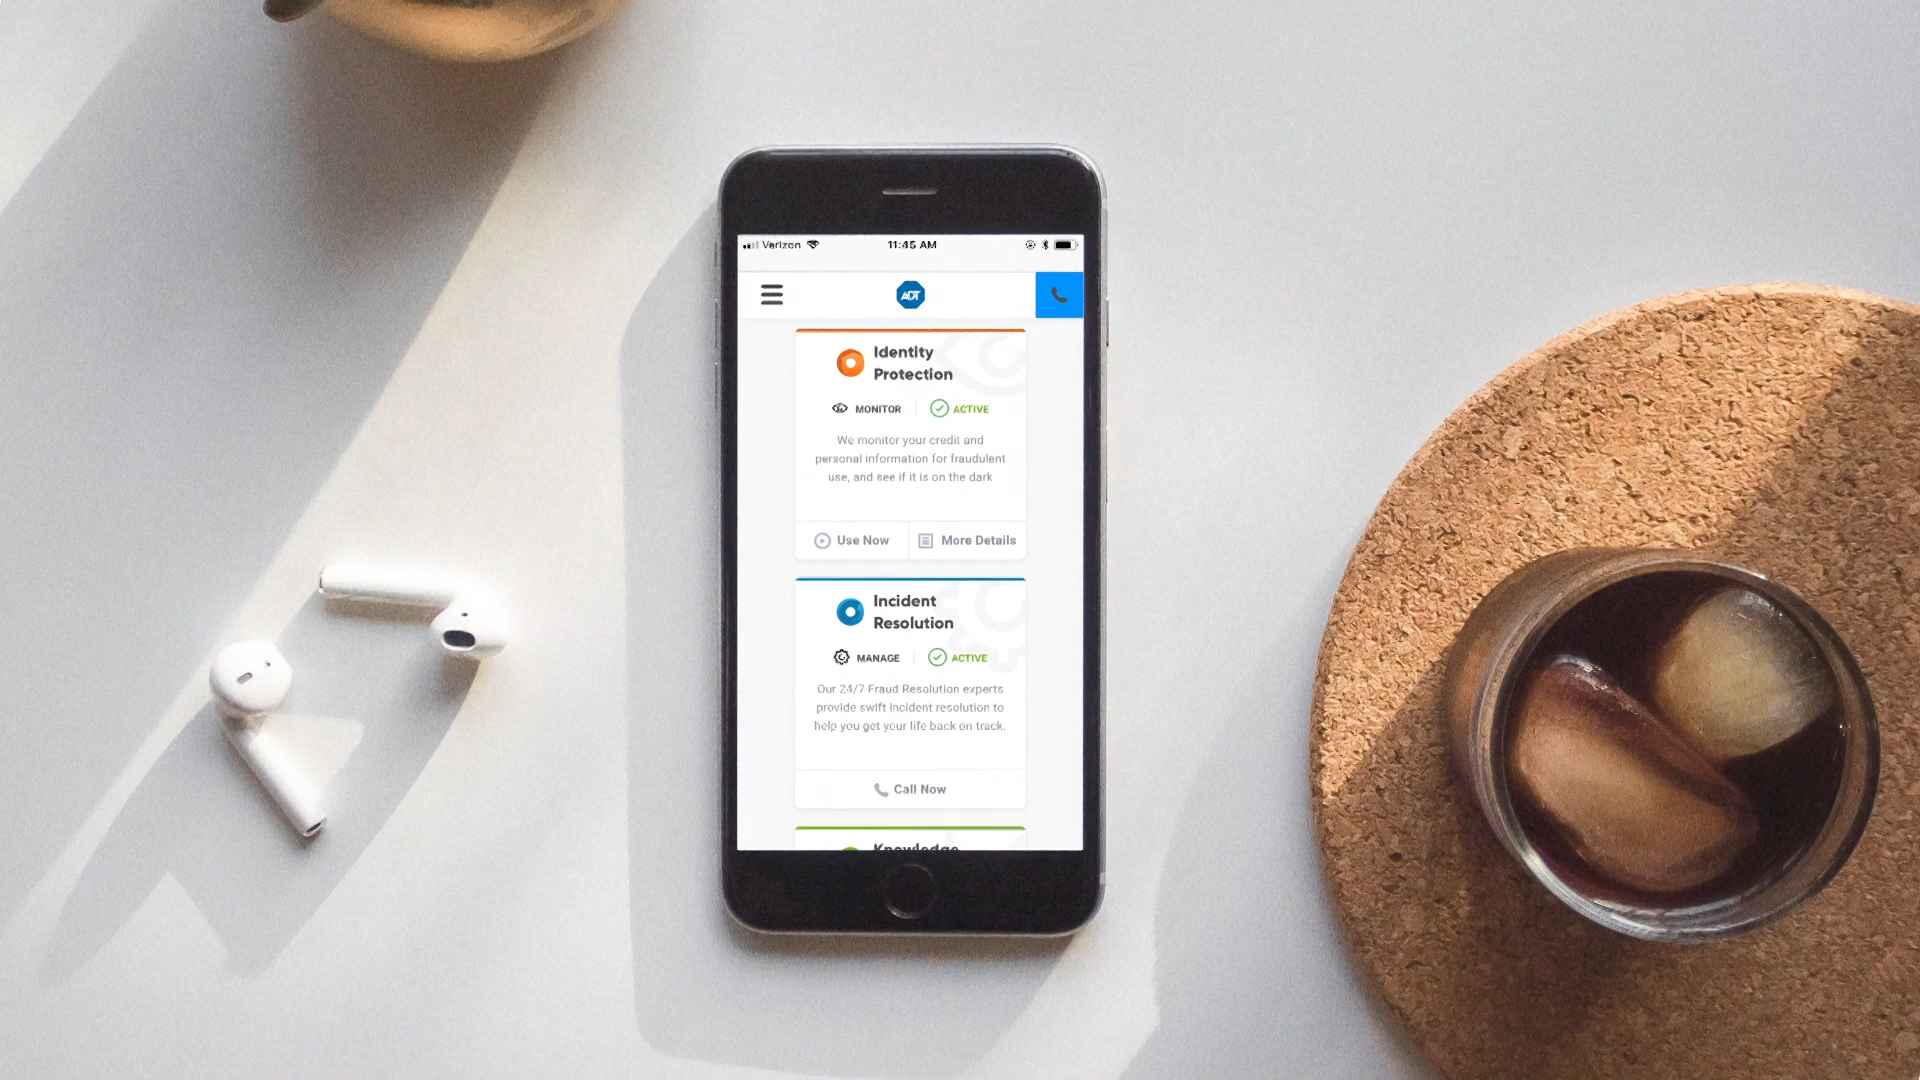 Verizon 11:45 AM
ADT
Identity
Protection
MONITOR ACTIVE
We monitor your credit and
personal information for fraudulent
use, and see if it is on the dark
Use Now More Details
Incident
Resolution
MANAGE ACTIVE
Our 24/7 Fraud Resolution experts
provide swift incident resolution to
help you get your life back on track.
Call Now
Knowledge